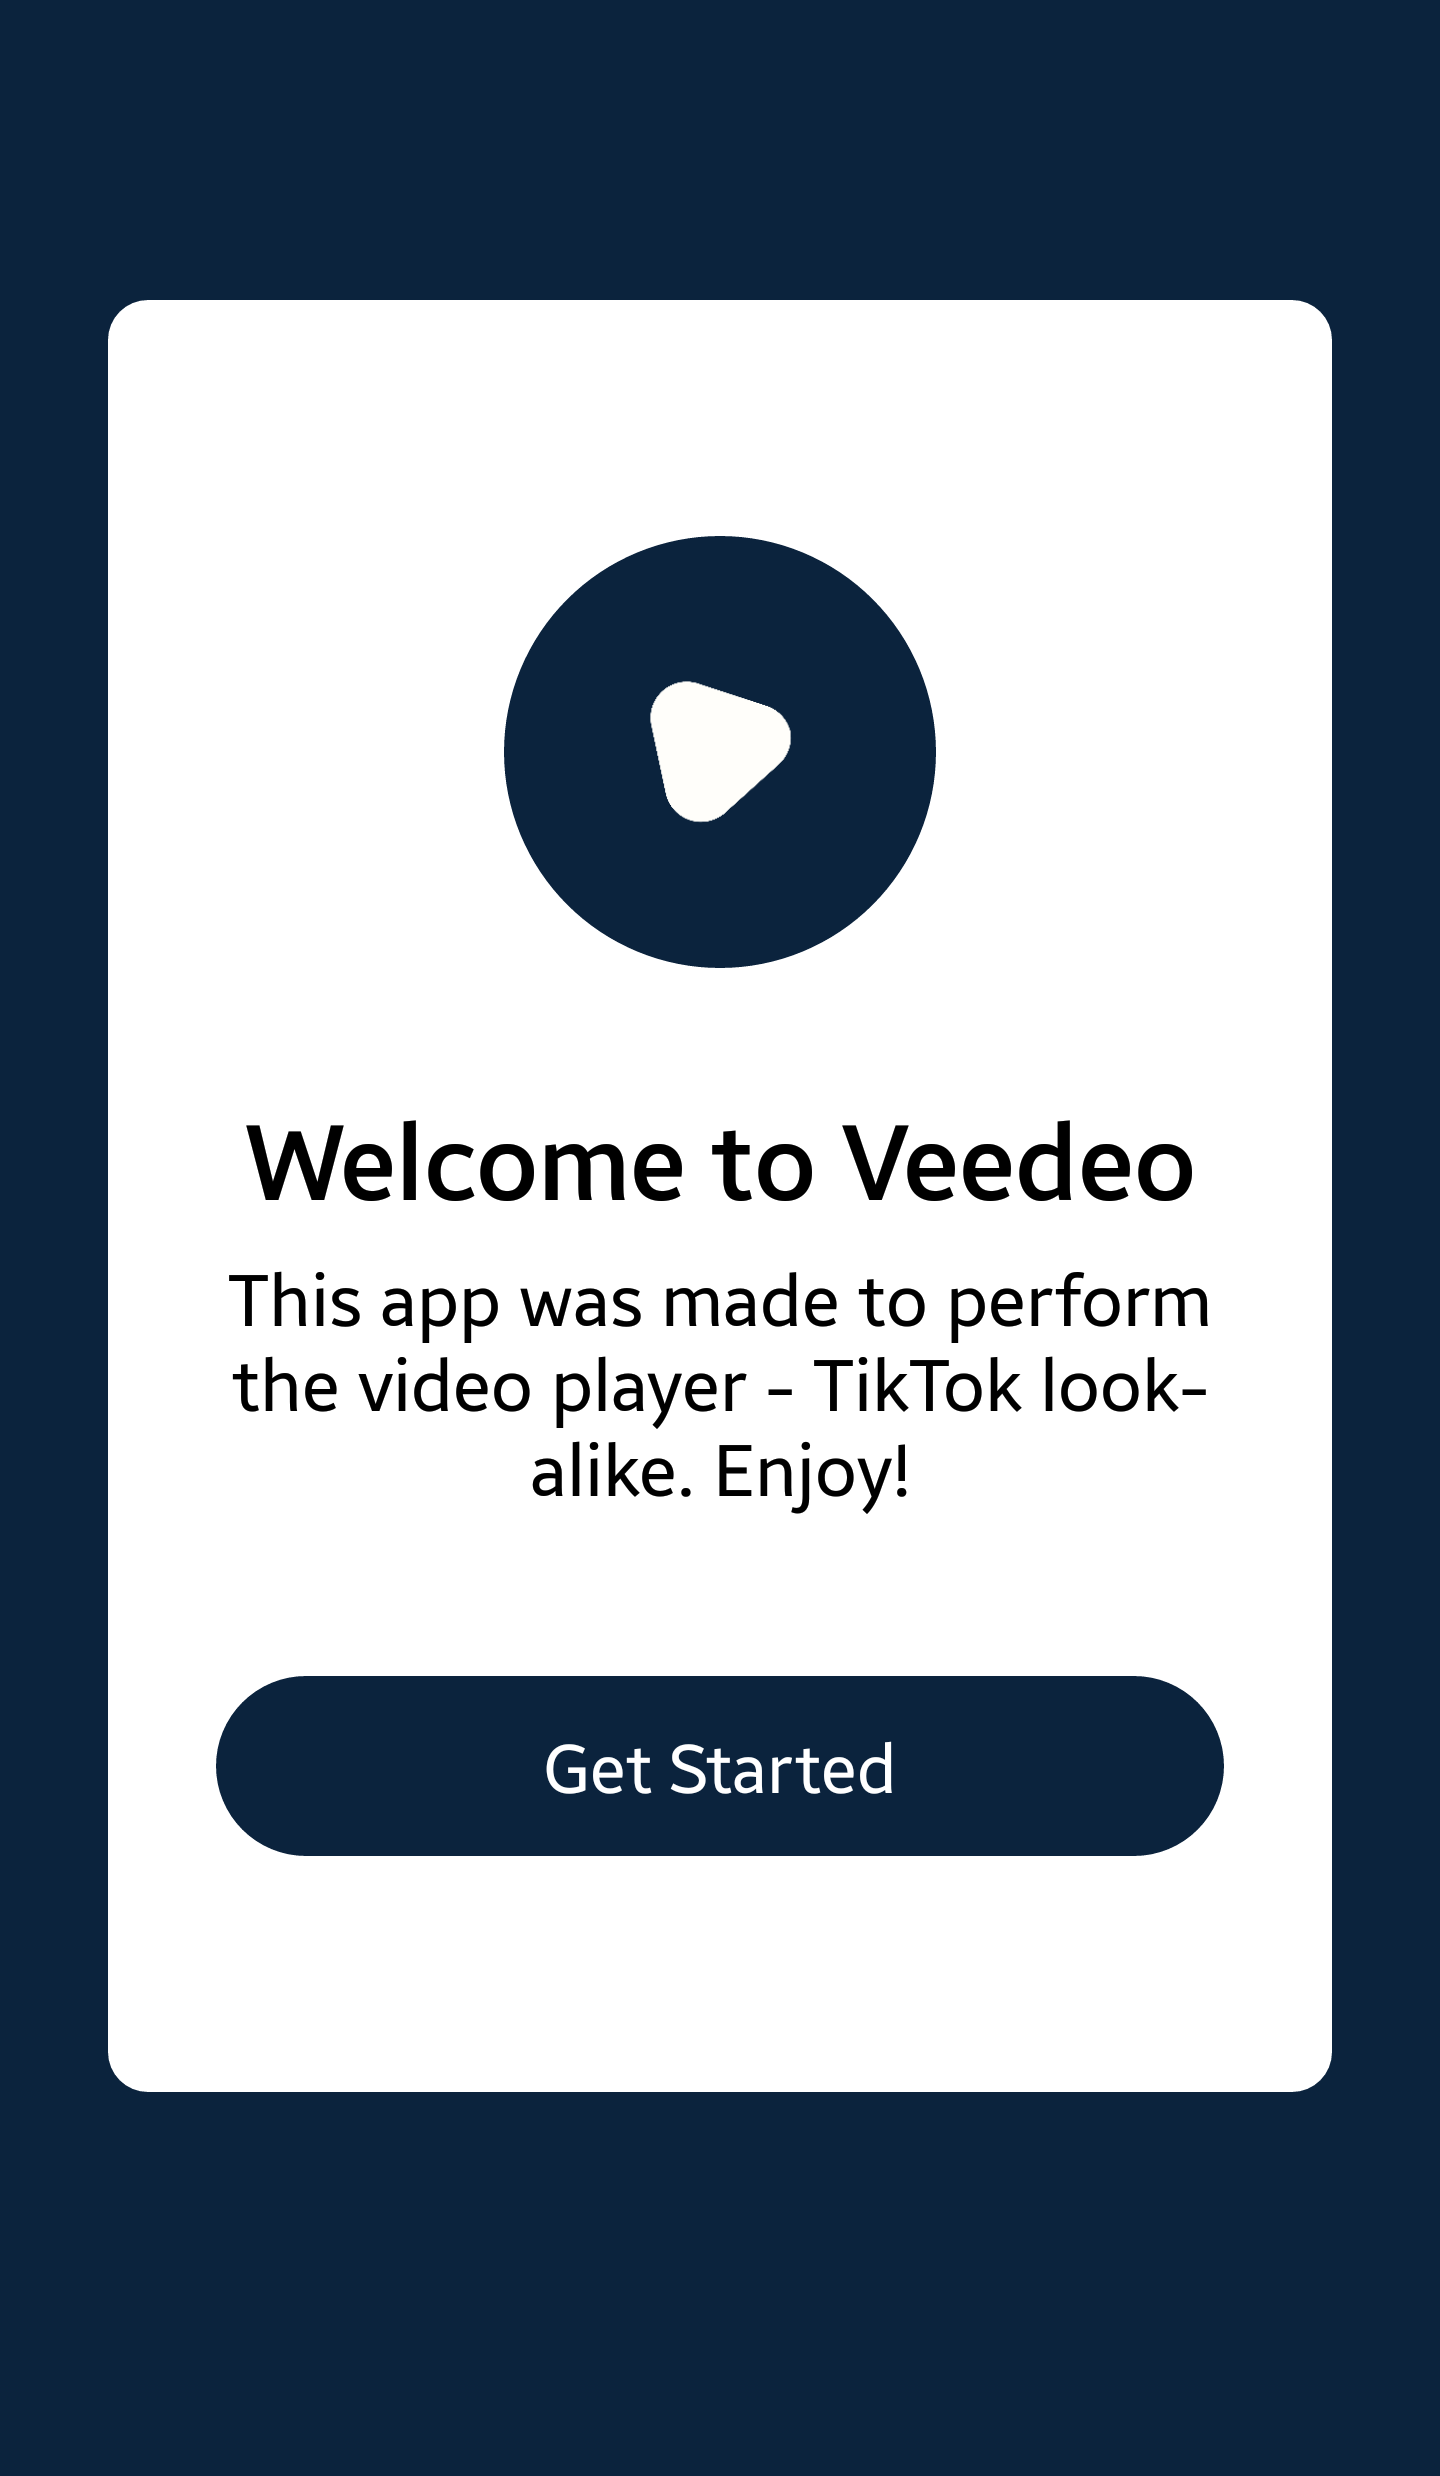 Welcome to Veedeo
This app was made to perform
the video player - TikTok look-
alike. Enjoy!
Get Started